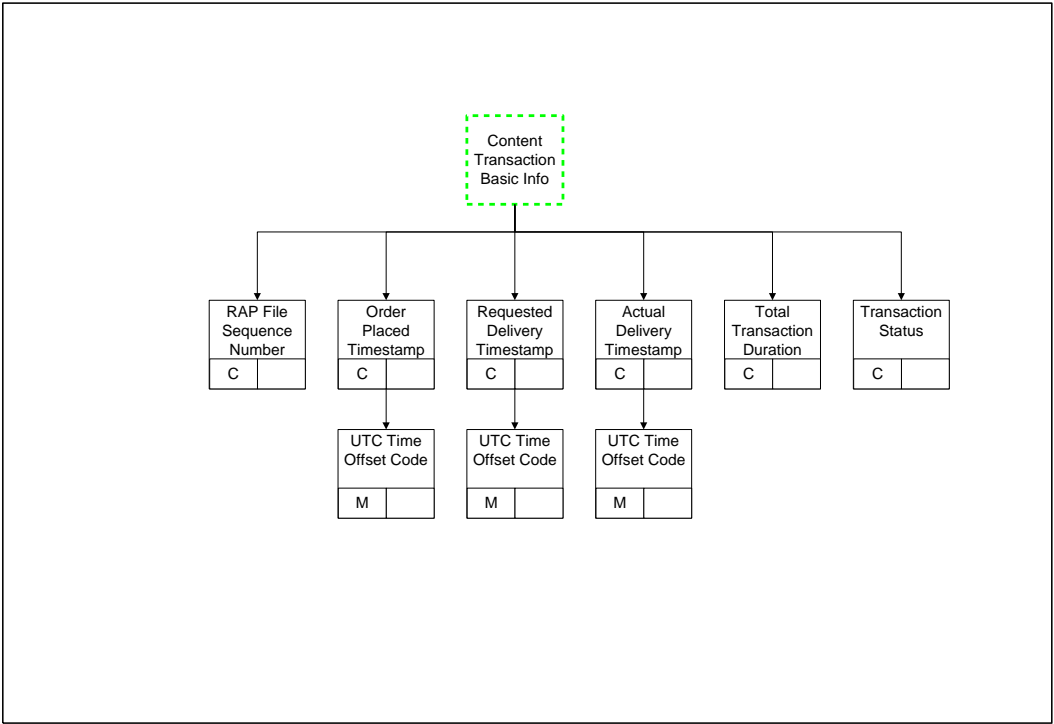 Content
Transaction
Basic Info
RAP File
Sequence
Number
C
Order
Placed
Timestamp
C
Requested
Delivery
Timestamp
C
Actual
Delivery
Timestamp
C
Total
Transaction
Duration
C
Transaction
Status
C
UTC Time
Offset Code
M
UTC Time
Offset Code
M
UTC Time
Offset Code
M